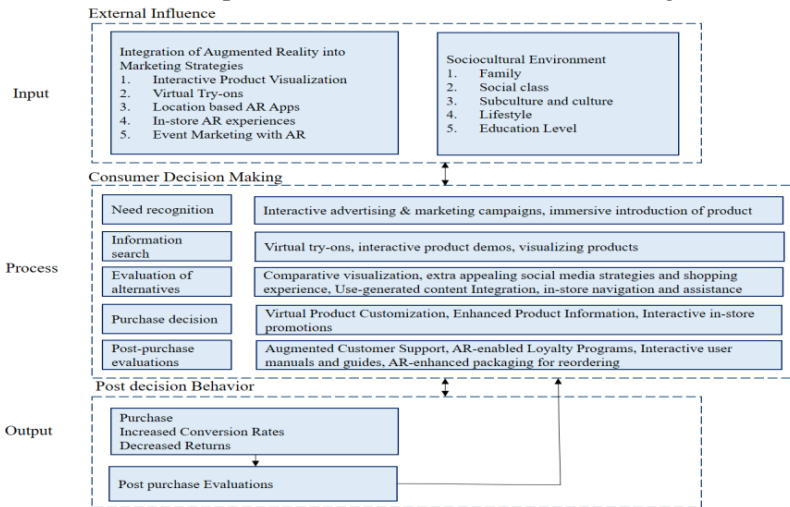 External Influence
Input
Integration of Augmented Reality into
Marketing Strategies
1. Interactive Product Visualization
2. Virtual Try-ons
3. Location based AR Apps
4. In-store AR experiences
5. Event Marketing with AR
Sociocultural Environment
1. Family
2. Social class
3. Subculture and culture
4. Lifestyle
5. Education Level
Consumer Decision Making
Process
Need recognition
Interactive advertising & marketing campaigns, immersive introduction of product
Information
search
Virtual try-ons, interactive product demos, visualizing products
Evaluation of
alternatives
Comparative visualization, extra appealing social media strategies and shopping
experience, Use-generated content Integration, in-store navigation and assistance
Purchase decision
Virtual Product Customization, Enhanced Product Information, Interactive in-store
promotions
Post-purchase
evaluations
Augmented Customer Support, AR-enabled Loyalty Programs, Interactive user
manuals and guides, AR-enhanced packaging for reordering
Post decision Behavior
Output
Purchase
Increased Conversion Rates
Decreased Returns
Post purchase Evaluations